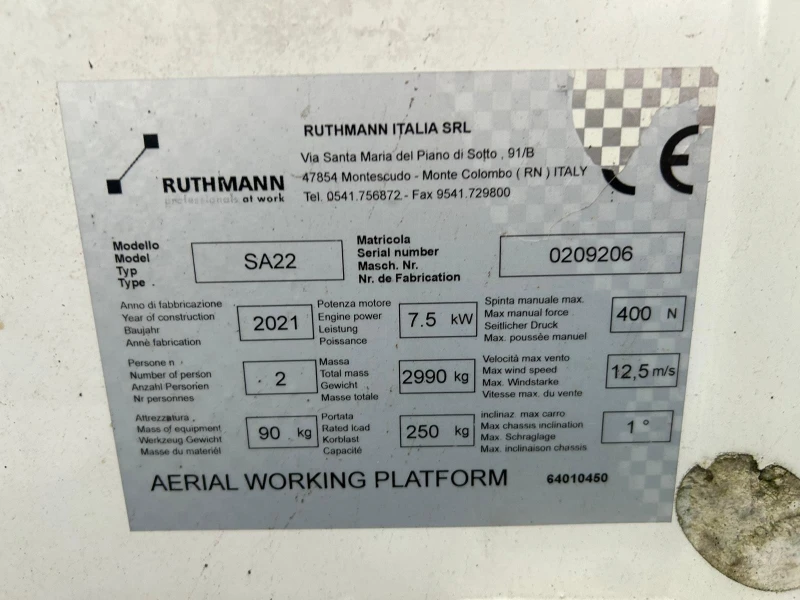 RUTHMANN
professionals at work
RUTHMANN ITALIA SRL
Via Santa Maria del Piano di Sotto , 91/B
47854 Montescudo - Monte Colombo ( RN ) ITALY
Tel. 0541.756872 - Fax 9541.729800
CE
Modello
Model
Typ
Type
SA22
Matricola
Serial number
Masch. Nr.
Nr. de Fabrication
0209206
Anno di fabbricazione
Year of construction
Baujahr
Anné fabrication
2021
Potenza motore
Engine power
Leistung
Poissance
7.5 kW
Spinta manuale max.
Max manual force
Seitlicher Druck
Max. poussée manuel
400 N
Persone n
Number of person
Anzahl Personien
Nr personnes
2
Massa
Total mass
Gewicht
Masse totale
2990 kg
Velocità max vento
Max wind speed
Max. Windstarke
Vitesse max. du vente
12,5 m/s
Attrezzatura
Mass of equipment
Werkzeug Gewicht
Masse du materiél
90 kg
Portata
Rated load
Korblast
Capacité
250 kg
inclinaz max carro
Max chassis inclination
Max. Schraglage
Max. inclinaison chassis
1 °
AERIAL WORKING PLATFORM
64010450